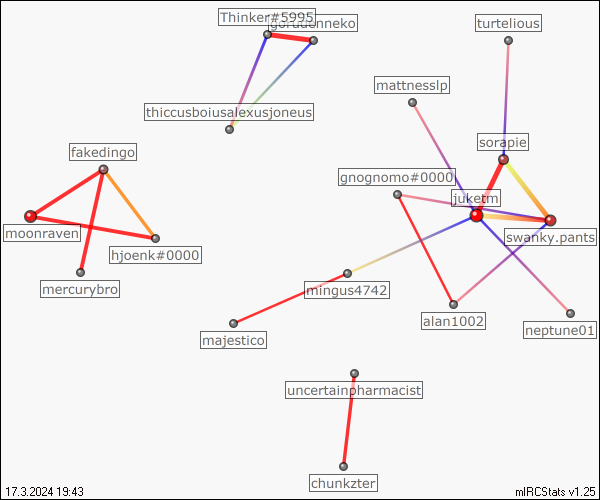 Thinker#5995
gorddenneko
turtelious
mattnesslp
thiccusboiusalexusjoneus
sorapie
fakedingo
gnognomo#0000
juketm
moonraven
swanky.pants
hjoenk#0000
mercurybro
mingus4742
alan1002
neptune01
majestico
uncertainpharmacist
chunkzter
17.3.2024 19:43
mIRCStats v1.25